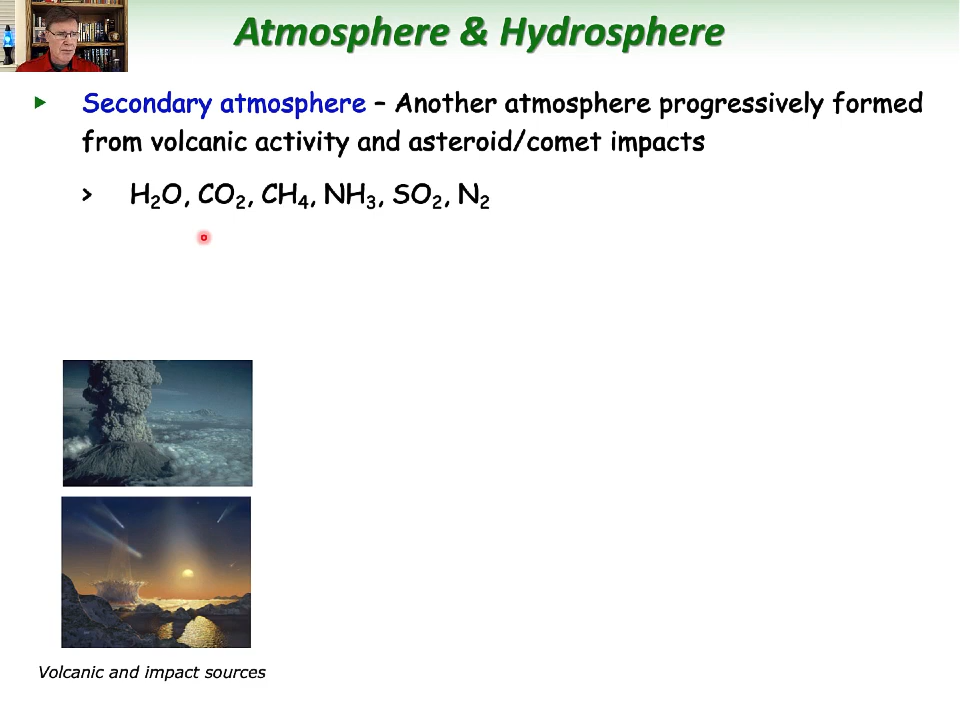 Atmosphere & Hydrosphere
Secondary atmosphere – Another atmosphere progressively formed
from volcanic activity and asteroid/comet impacts
> H₂O, CO₂, CH₄, NH₃, SO₂, N₂
Volcanic and impact sources